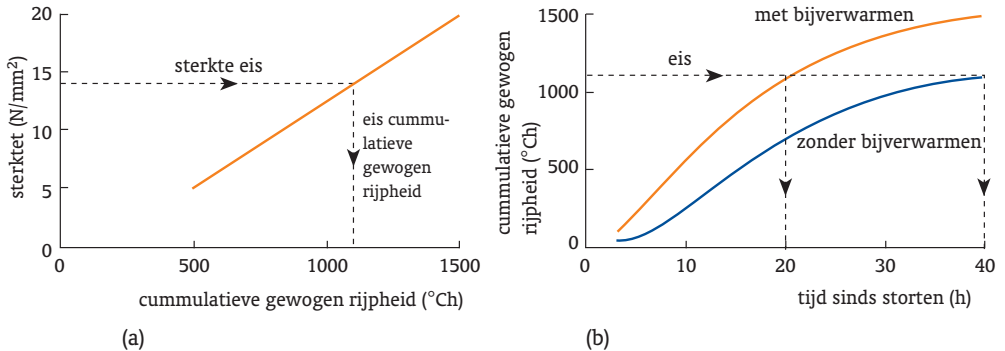 20
15
10
5
0
sterktet (N/mm²)
sterkte eis
eis cummu-
latieve
gewogen
rijpheid
0
500
1000
1500
cummulatieve gewogen rijpheid (°Ch)
(a)
1500
1000
500
0
cummulatieve gewogen
rijpheid (°Ch)
met bijverwarmen
eis
zonder bijverwarmen
0
10
20
30
40
tijd sinds storten (h)
(b)